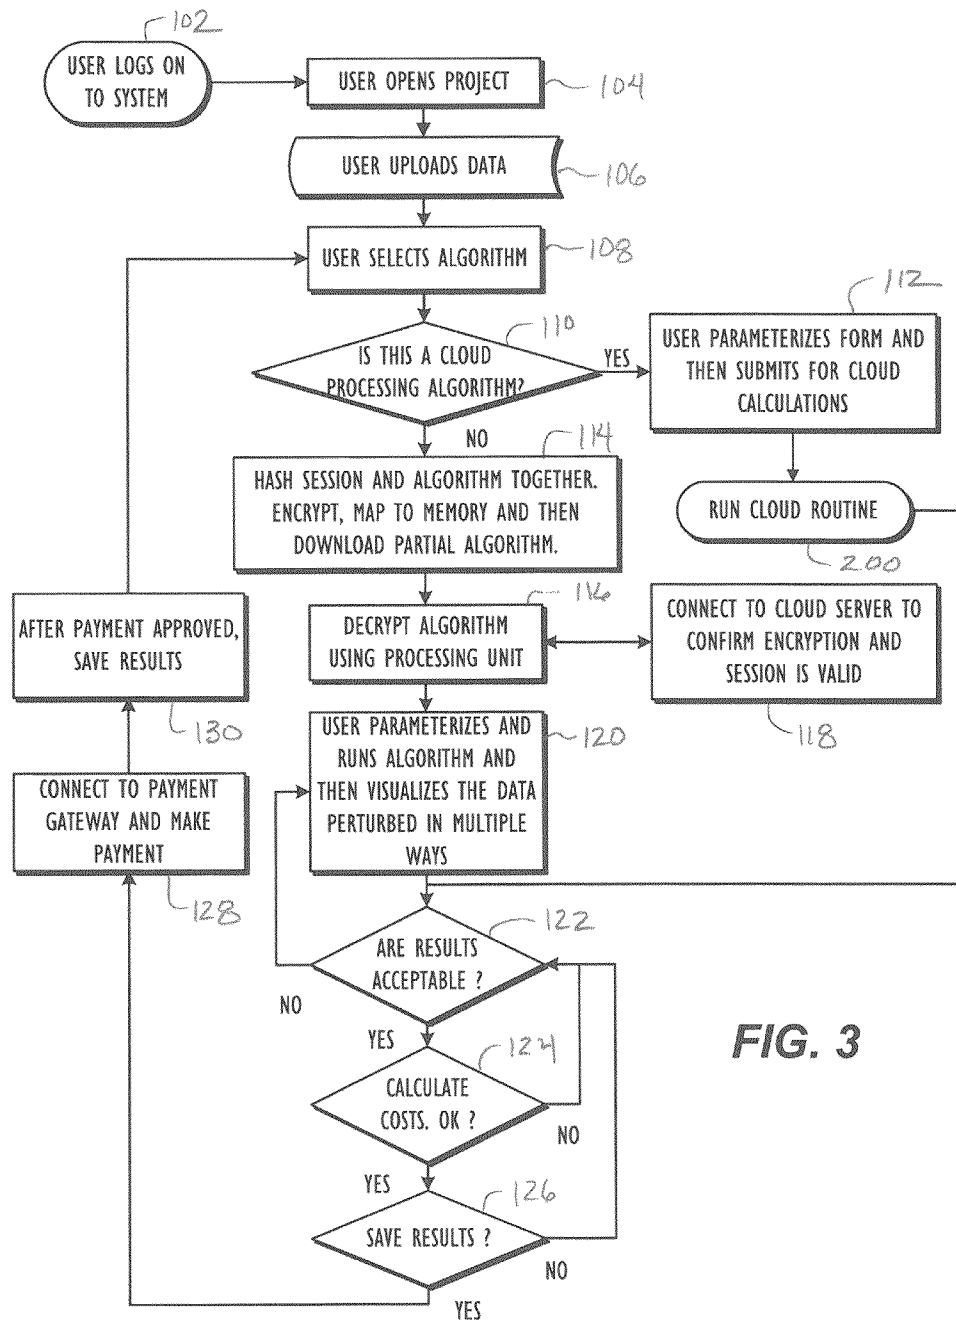 102
USER LOGS ON
TO SYSTEM
USER OPENS PROJECT
104
USER UPLOADS DATA
106
USER SELECTS ALGORITHM
108
110
IS THIS A CLOUD
PROCESSING ALGORITHM?
YES
NO
112
USER PARAMETERIZES FORM AND
THEN SUBMITS FOR CLOUD
CALCULATIONS
114
HASH SESSION AND ALGORITHM TOGETHER.
ENCRYPT, MAP TO MEMORY AND THEN
DOWNLOAD PARTIAL ALGORITHM.
RUN CLOUD ROUTINE
200
116
DECRYPT ALGORITHM
USING PROCESSING UNIT
CONNECT TO CLOUD SERVER TO
CONFIRM ENCRYPTION AND
SESSION IS VALID
118
AFTER PAYMENT APPROVED,
SAVE RESULTS
130
USER PARAMETERIZES AND
RUNS ALGORITHM AND
THEN VISUALIZES THE DATA
PERTURBED IN MULTIPLE
WAYS
120
CONNECT TO PAYMENT
GATEWAY AND MAKE
PAYMENT
128
122
ARE RESULTS
ACCEPTABLE ?
NO
YES
124
CALCULATE
COSTS. OK ?
NO
YES
126
SAVE RESULTS ?
NO
YES
FIG. 3